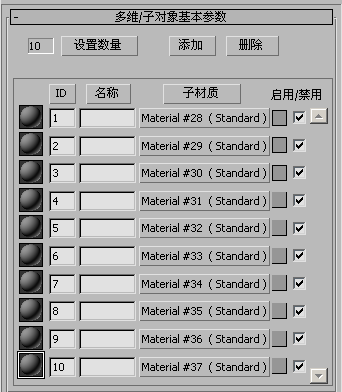 - 多维/子对象基本参数
10 设置数量 添加 删除
ID 名称 子材质 启用/禁用
1 Material #28 ( Standard )
2 Material #29 ( Standard )
3 Material #30 ( Standard )
4 Material #31 ( Standard )
5 Material #32 ( Standard )
6 Material #33 ( Standard )
7 Material #34 ( Standard )
8 Material #35 ( Standard )
9 Material #36 ( Standard )
10 Material #37 ( Standard )